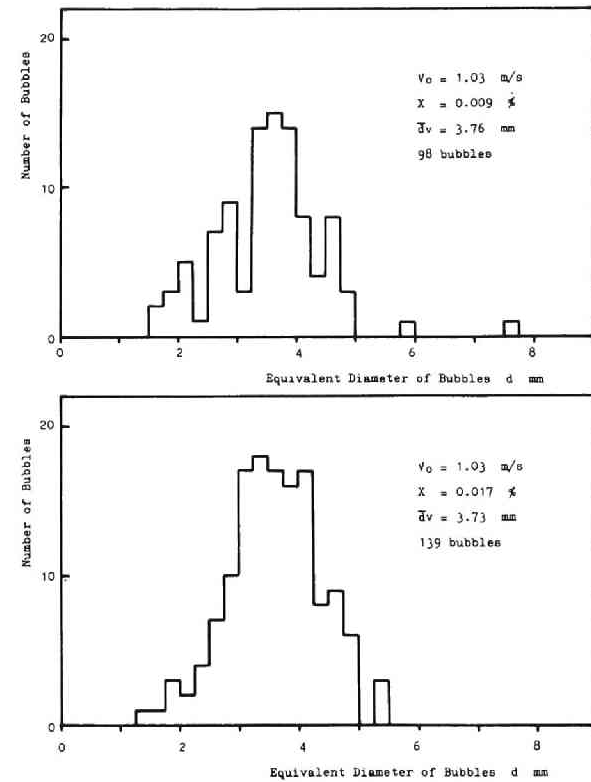 20
10
0
Number of Bubbles
Vo = 1.03 m/s
X = 0.009 %
d̅v = 3.76 mm
98 bubbles
0 2 4 6 8
Equivalent Diameter of Bubbles d mm
20
10
0
Number of Bubbles
Vo = 1.03 m/s
X = 0.017 %
d̅v = 3.73 mm
139 bubbles
0 2 4 6 8
Equivalent Diameter of Bubbles d mm